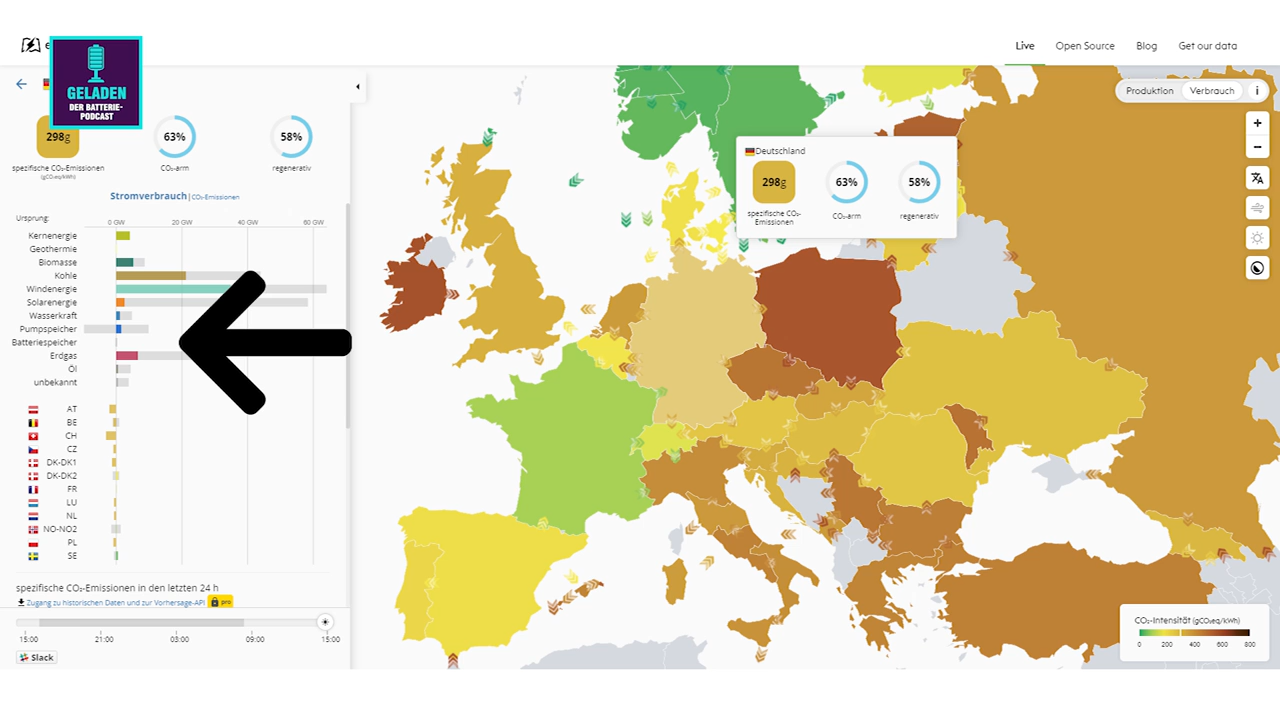 GELADEN
DER BATTERIE-
PODCAST
Live
Open Source
Blog
Get our data
298g
63%
58%
spezifische CO₂-Emissionen
(gCO₂eq/kWh)
CO₂-arm
regenerativ
Stromverbrauch | CO₂-Emissionen
Ursprung:
0 GW
20 GW
40 GW
60 GW
Kernenergie
Geothermie
Biomasse
Kohle
Windenergie
Solarenergie
Wasserkraft
Pumpspeicher
Batteriespeicher
Erdgas
Öl
unbekannt
AT
BE
CH
CZ
DK-DK1
DK-DK2
FR
LU
NL
NO-NO2
PL
SE
spezifische CO₂-Emissionen in den letzten 24 h
Zugang zu historischen Daten und zur Vorhersage-API
pro
15:00
21:00
03:00
09:00
15:00
Slack
Deutschland
298g
63%
58%
spezifische CO₂-
Emissionen
CO₂-arm
regenerativ
Produktion
Verbrauch
i
+
−
CO₂-Intensität (gCO₂eq/kWh)
0
200
400
600
800